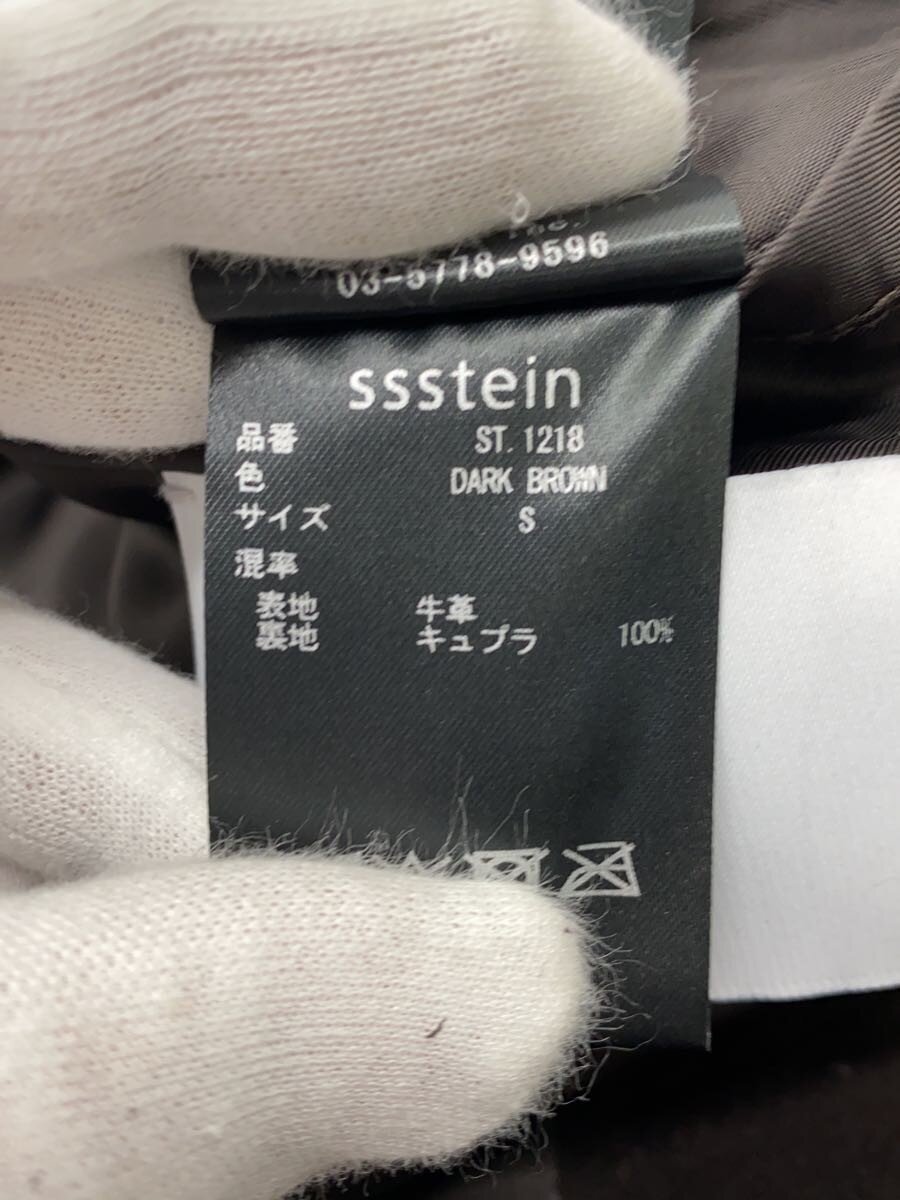 03-5778-9596
ssstein
品番 ST. 1218
色 DARK BROWN
サイズ S
混率
表地 牛革
裏地 キュプラ 100%